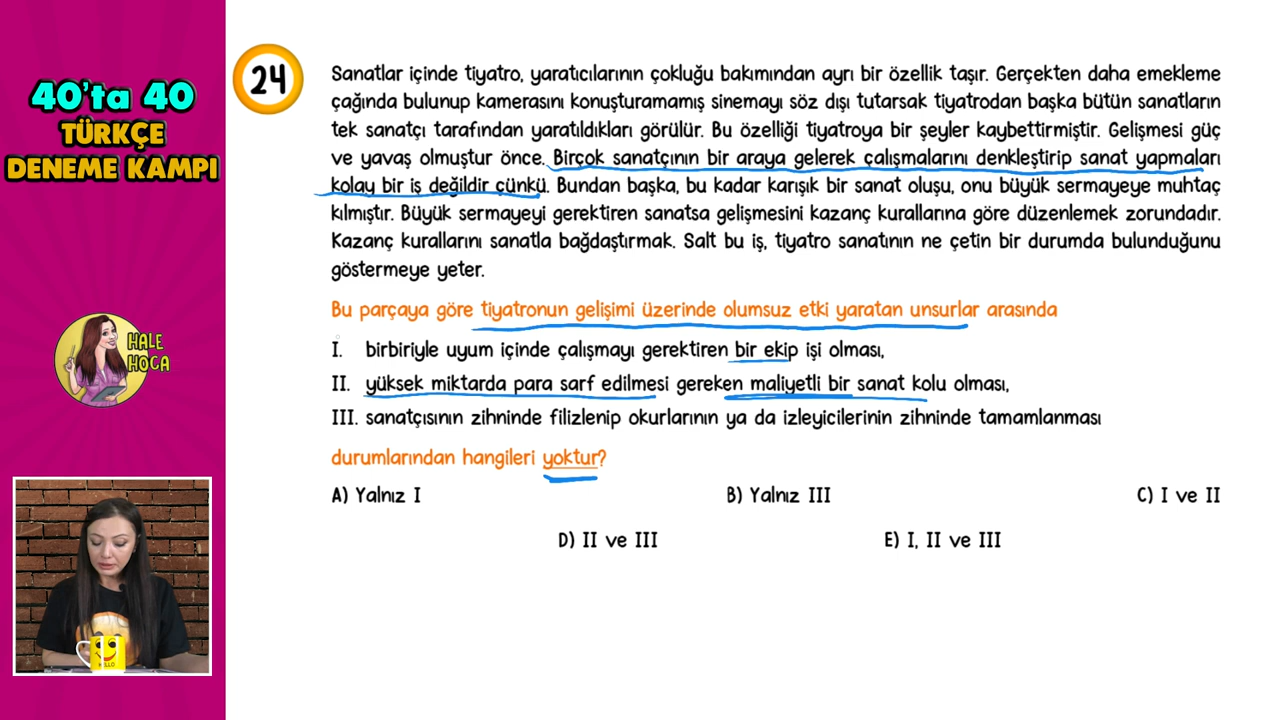 40'ta 40
TÜRKÇE
DENEME KAMPI
HALE
HOCA
HELLO
24
Sanatlar içinde tiyatro, yaratıcılarının çokluğu bakımından ayrı bir özellik taşır. Gerçekten daha emekleme
çağında bulunup kamerasını konuşturamamış sinemayı söz dışı tutarsak tiyatrodan başka bütün sanatların
tek sanatçı tarafından yaratıldıkları görülür. Bu özelliği tiyatroya bir şeyler kaybettirmiştir. Gelişmesi güç
ve yavaş olmuştur önce. Birçok sanatçının bir araya gelerek çalışmalarını denkleştirip sanat yapmaları
kolay bir iş değildir çünkü. Bundan başka, bu kadar karışık bir sanat oluşu, onu büyük sermayeye muhtaç
kılmıştır. Büyük sermayeyi gerektiren sanatsa gelişmesini kazanç kurallarına göre düzenlemek zorundadır.
Kazanç kurallarını sanatla bağdaştırmak. Salt bu iş, tiyatro sanatının ne çetin bir durumda bulunduğunu
göstermeye yeter.
Bu parçaya göre tiyatronun gelişimi üzerinde olumsuz etki yaratan unsurlar arasında
I. birbiriyle uyum içinde çalışmayı gerektiren bir ekip işi olması,
II. yüksek miktarda para sarf edilmesi gereken maliyetli bir sanat kolu olması,
III. sanatçısının zihninde filizlenip okurlarının ya da izleyicilerinin zihninde tamamlanması
durumlarından hangileri yoktur?
A) Yalnız I B) Yalnız III C) I ve II
D) II ve III E) I, II ve III